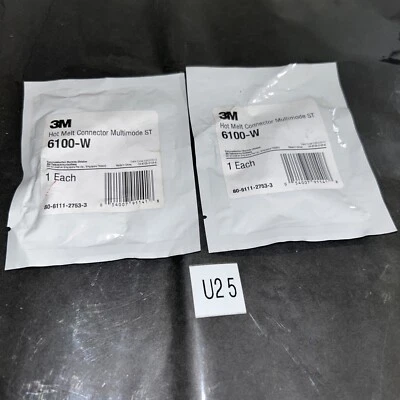 3M
Hot Melt Connector Multimode ST
6100-W
1 Each
80-6111-2753-3
3M
Hot Melt Connector Multimode ST
6100-W
1 Each
80-6111-2753-3
U25